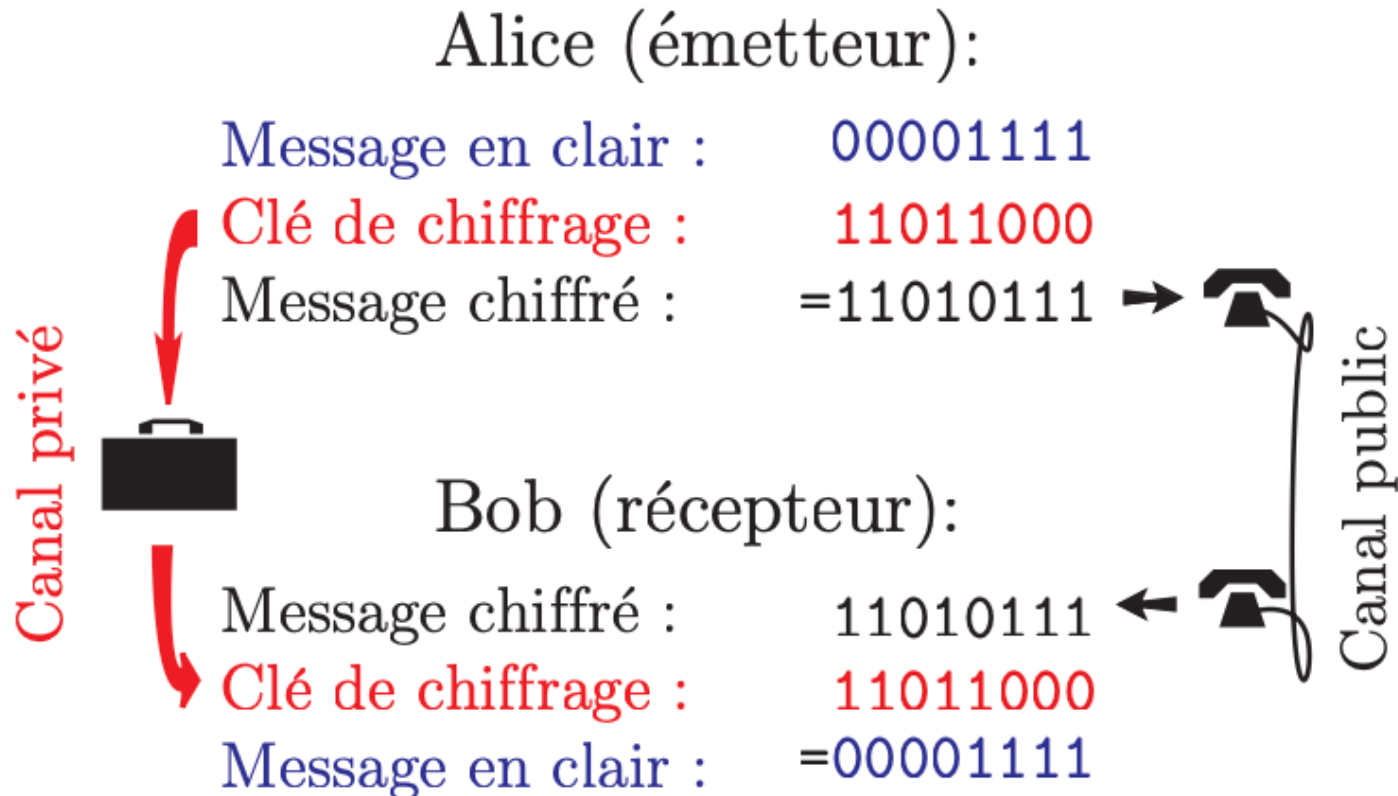 Alice (émetteur):
Message en clair : 00001111
Clé de chiffrage : 11011000
Message chiffré : =11010111
Canal privé
Canal public
Bob (récepteur):
Message chiffré : 11010111
Clé de chiffrage : 11011000
Message en clair : =00001111